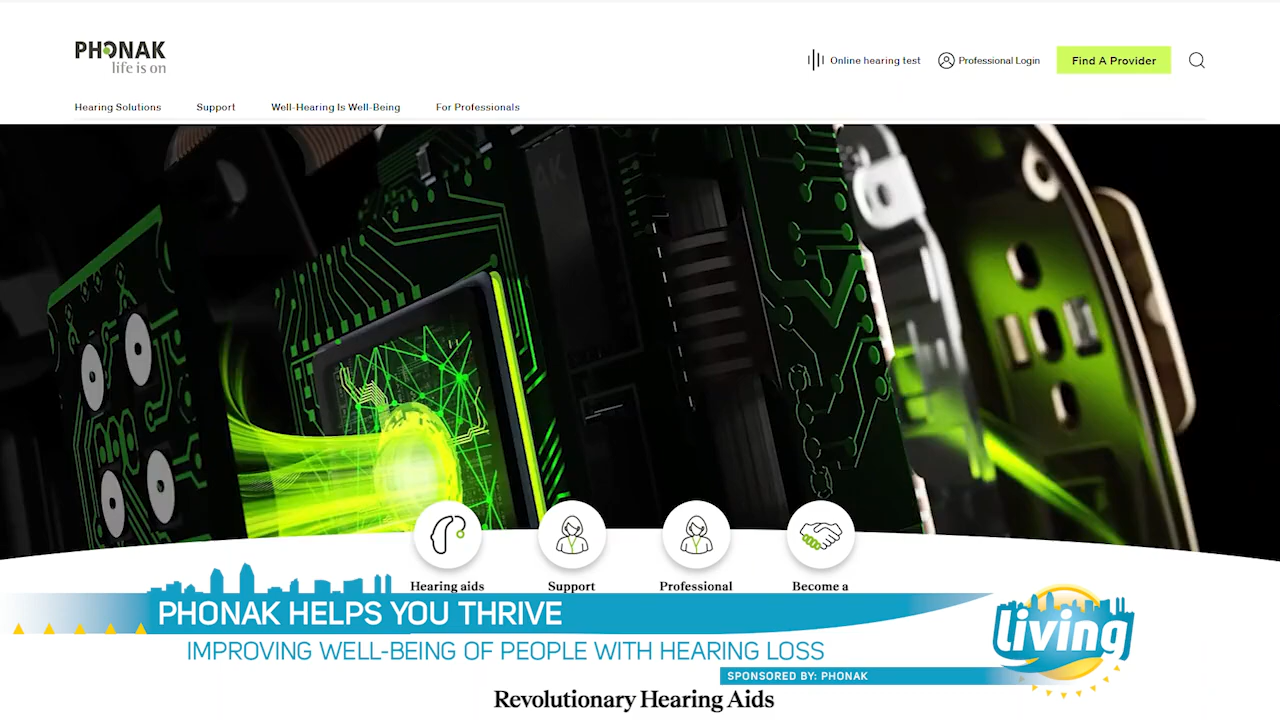 PHONAK
life is on
Online hearing test
Professional Login
Find A Provider
Hearing Solutions
Support
Well-Hearing Is Well-Being
For Professionals
AK
Hearing aids
Support
Professional
Become a
PHONAK HELPS YOU THRIVE
IMPROVING WELL-BEING OF PEOPLE WITH HEARING LOSS
living
SPONSORED BY: PHONAK
Revolutionary Hearing Aids